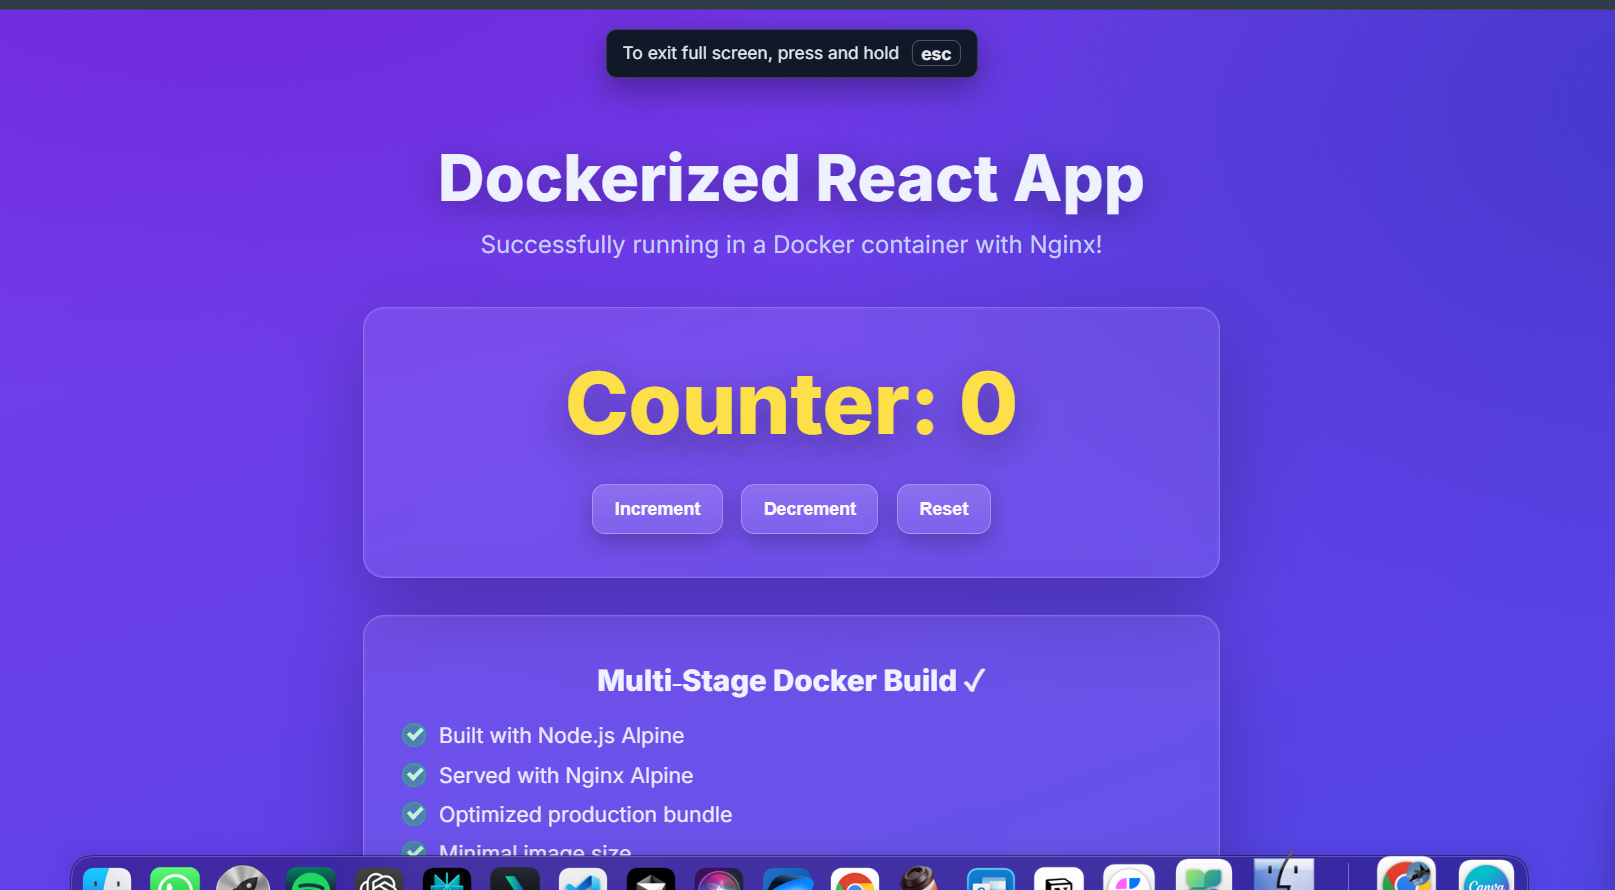 To exit full screen, press and hold esc
Dockerized React App
Successfully running in a Docker container with Nginx!
Counter: 0
Increment Decrement Reset
Multi-Stage Docker Build ✓
Built with Node.js Alpine
Served with Nginx Alpine
Optimized production bundle
Minimal image size
Canva